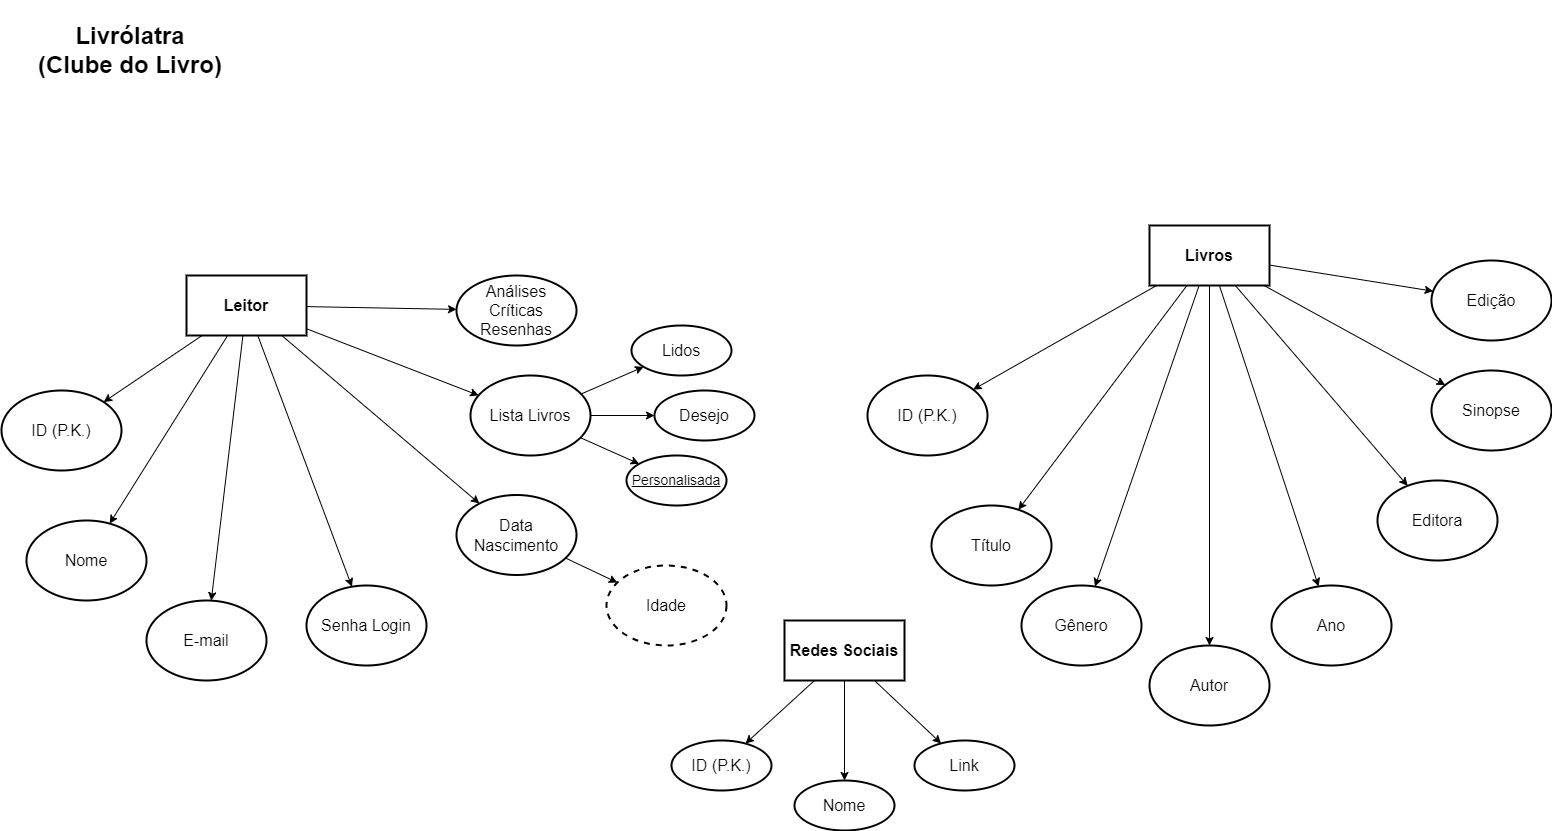 Livrólatra
(Clube do Livro)
Livros
Edição
Leitor
Análises
Críticas
Resenhas
Lidos
Lista Livros
Desejo
Personalisada
ID (P.K.)
ID (P.K.)
Sinopse
Data
Nascimento
Editora
Título
Nome
Idade
E-mail
Senha Login
Gênero
Ano
Autor
Redes Sociais
ID (P.K.)
Link
Nome